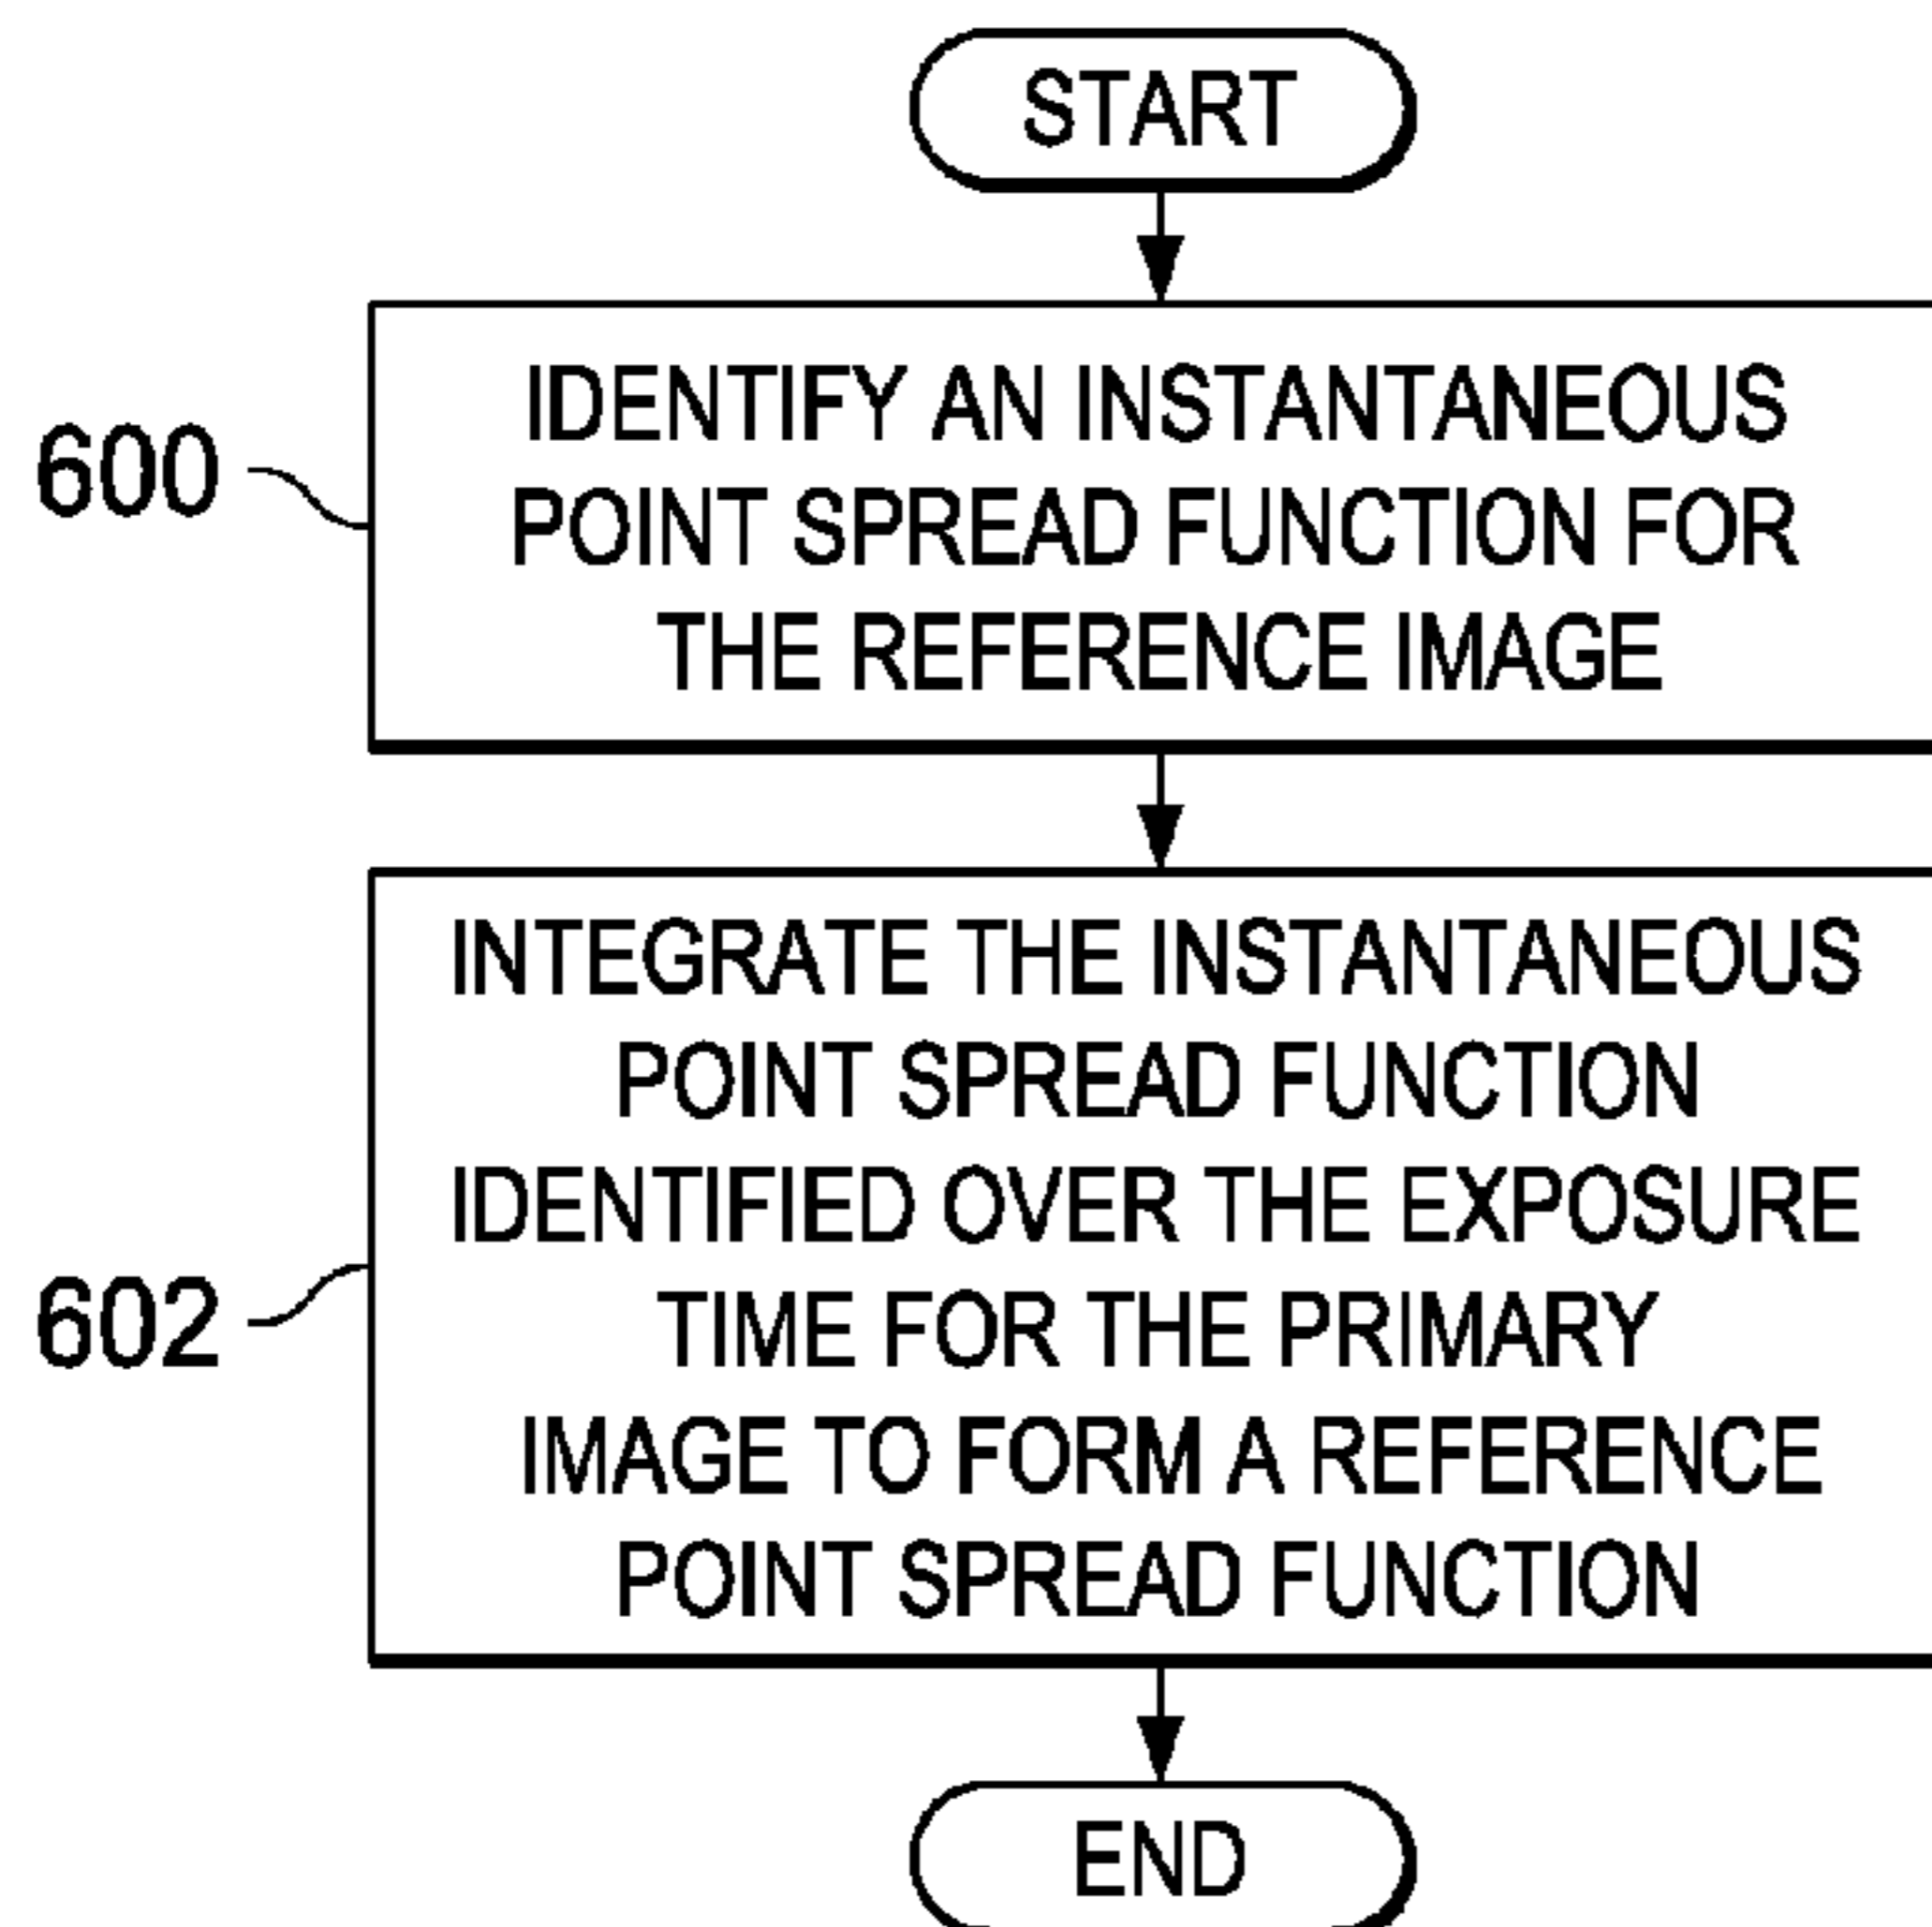 START
600
IDENTIFY AN INSTANTANEOUS
POINT SPREAD FUNCTION FOR
THE REFERENCE IMAGE
602
INTEGRATE THE INSTANTANEOUS
POINT SPREAD FUNCTION
IDENTIFIED OVER THE EXPOSURE
TIME FOR THE PRIMARY
IMAGE TO FORM A REFERENCE
POINT SPREAD FUNCTION
END